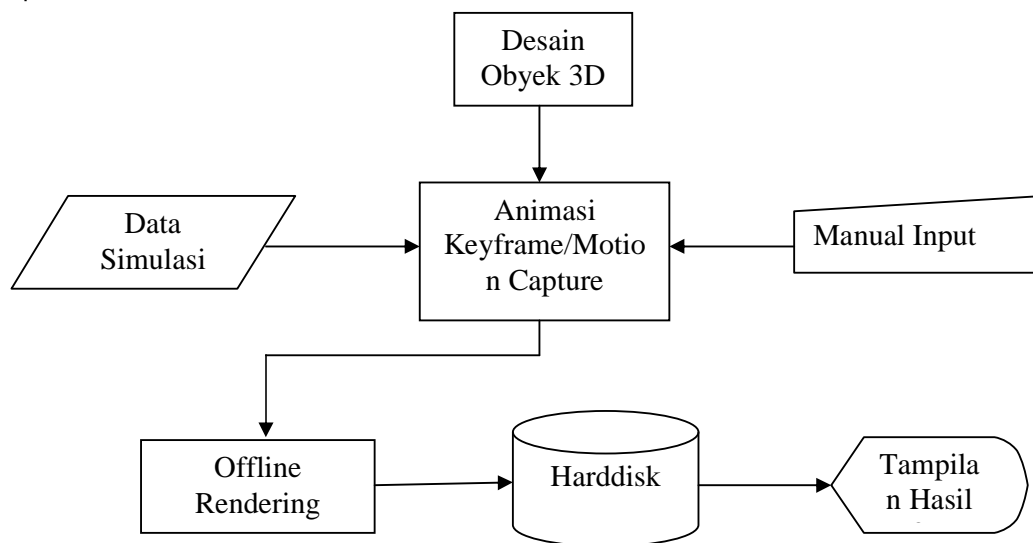 Desain
Obyek 3D
Data
Simulasi
Animasi
Keyframe/Motio
n Capture
Manual Input
Offline
Rendering
Harddisk
Tampila
n Hasil